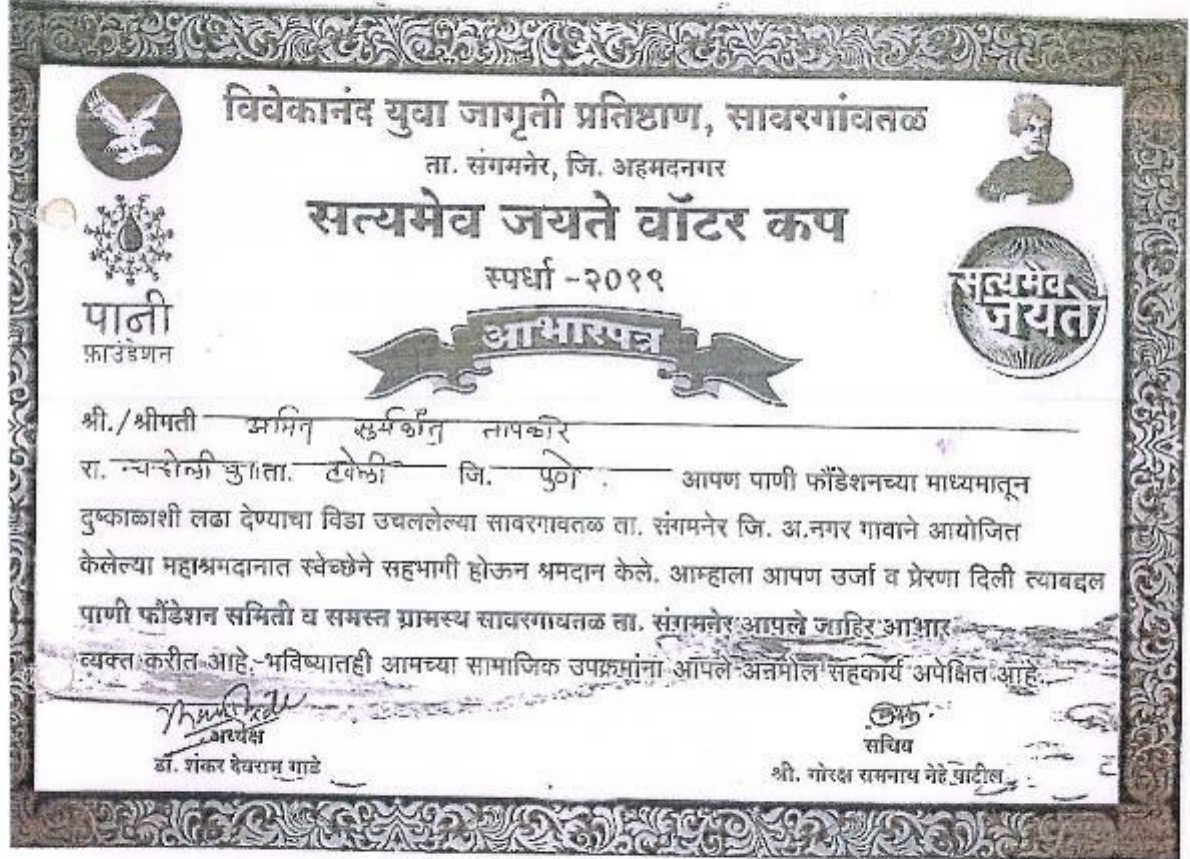 विवेकानंद युवा जागृती प्रतिष्ठाण, सावरगांवतळ
ता. संगमनेर, जि. अहमदनगर
सत्यमेव जयते वॉटर कप
स्पर्धा -२०१९
पानी
फ़ाउंडेशन
सत्यमेव
जयते
आभारपत्र
श्री./श्रीमती अमित सुर्यकांत तापकीर
रा. च-होली बु ता. हवेली जि. पुणे . आपण पाणी फौंडेशनच्या माध्यमातून
दुष्काळाशी लढा देण्याचा विडा उचललेल्या सावरगावतळ ता. संगमनेर जि. अ.नगर गावाने आयोजित
केलेल्या महाश्रमदानात स्वेच्छेने सहभागी होऊन श्रमदान केले. आम्हाला आपण उर्जा व प्रेरणा दिली त्याबद्दल
पाणी फौंडेशन समिती व समस्त ग्रामस्थ सावरगावतळ ता. संगमनेर आपले जाहिर आभार
व्यक्त करीत आहे. भविष्यातही आमच्या सामाजिक उपक्रमांना आपले अनमोल सहकार्य अपेक्षित आहे.
अध्यक्ष
डॉ. शंकर देवराम गाडे
सचिव
श्री. गोरक्ष रामनाथ नेहे पाटील